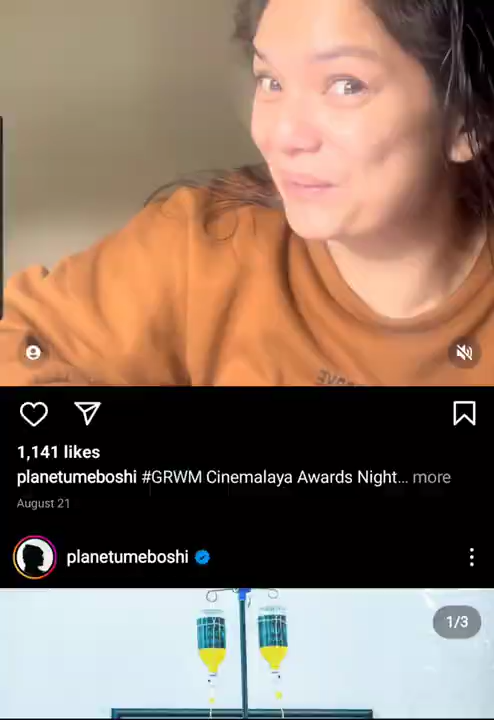 1,141 likes
planetumeboshi #GRWM Cinemalaya Awards Night... more
August 21
planetumeboshi
1/3